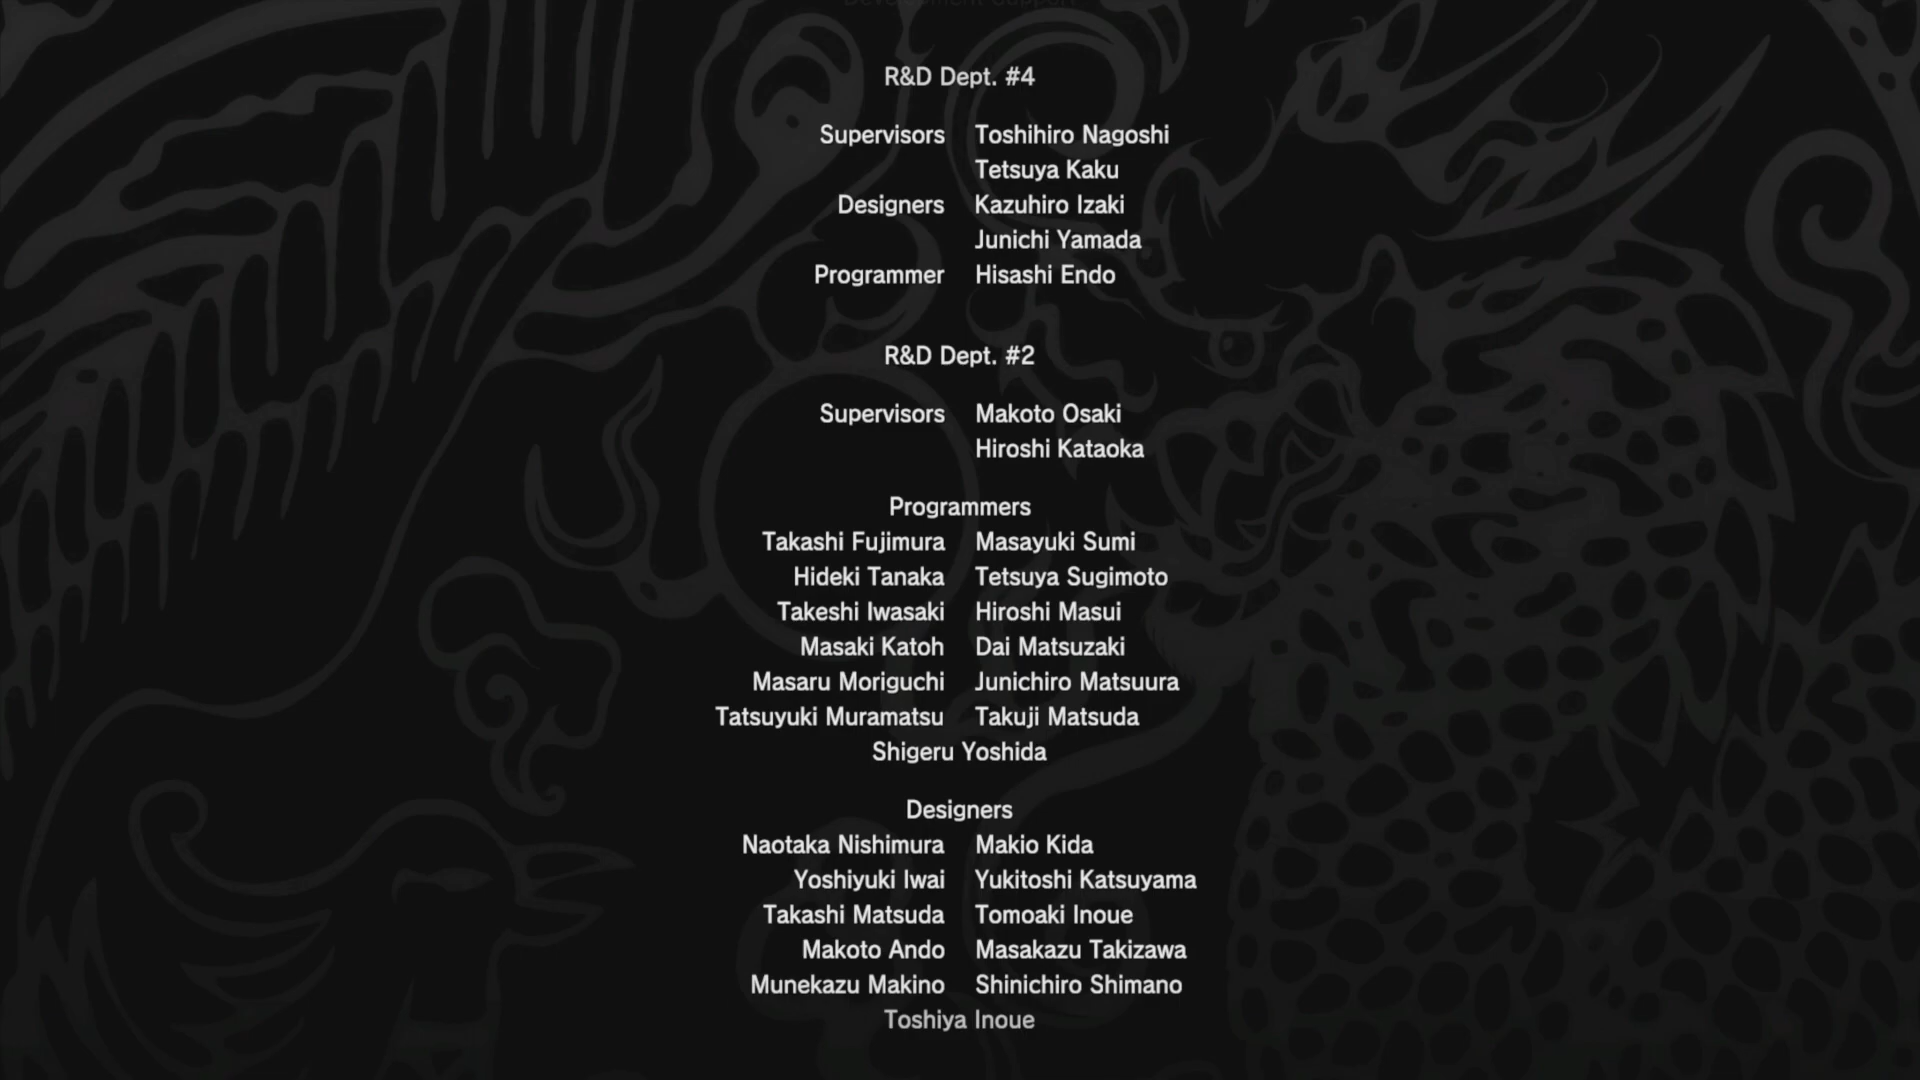 Development Support
R&D Dept. #4
Supervisors Toshihiro Nagoshi
Tetsuya Kaku
Designers Kazuhiro Izaki
Junichi Yamada
Programmer Hisashi Endo
R&D Dept. #2
Supervisors Makoto Osaki
Hiroshi Kataoka
Programmers
Takashi Fujimura Masayuki Sumi
Hideki Tanaka Tetsuya Sugimoto
Takeshi Iwasaki Hiroshi Masui
Masaki Katoh Dai Matsuzaki
Masaru Moriguchi Junichiro Matsuura
Tatsuyuki Muramatsu Takuji Matsuda
Shigeru Yoshida
Designers
Naotaka Nishimura Makio Kida
Yoshiyuki Iwai Yukitoshi Katsuyama
Takashi Matsuda Tomoaki Inoue
Makoto Ando Masakazu Takizawa
Munekazu Makino Shinichiro Shimano
Toshiya Inoue